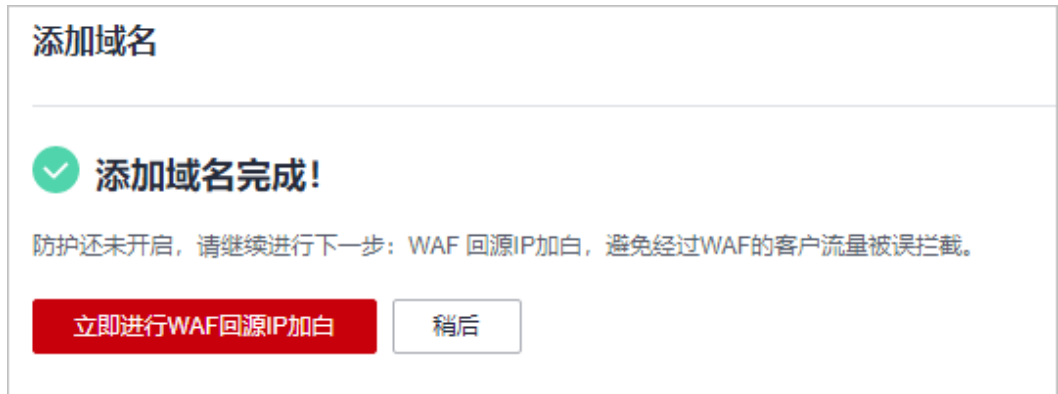 添加域名
添加域名完成！
防护还未开启，请继续进行下一步：WAF 回源IP加白，避免经过WAF的客户流量被误拦截。
立即进行WAF回源IP加白
稍后